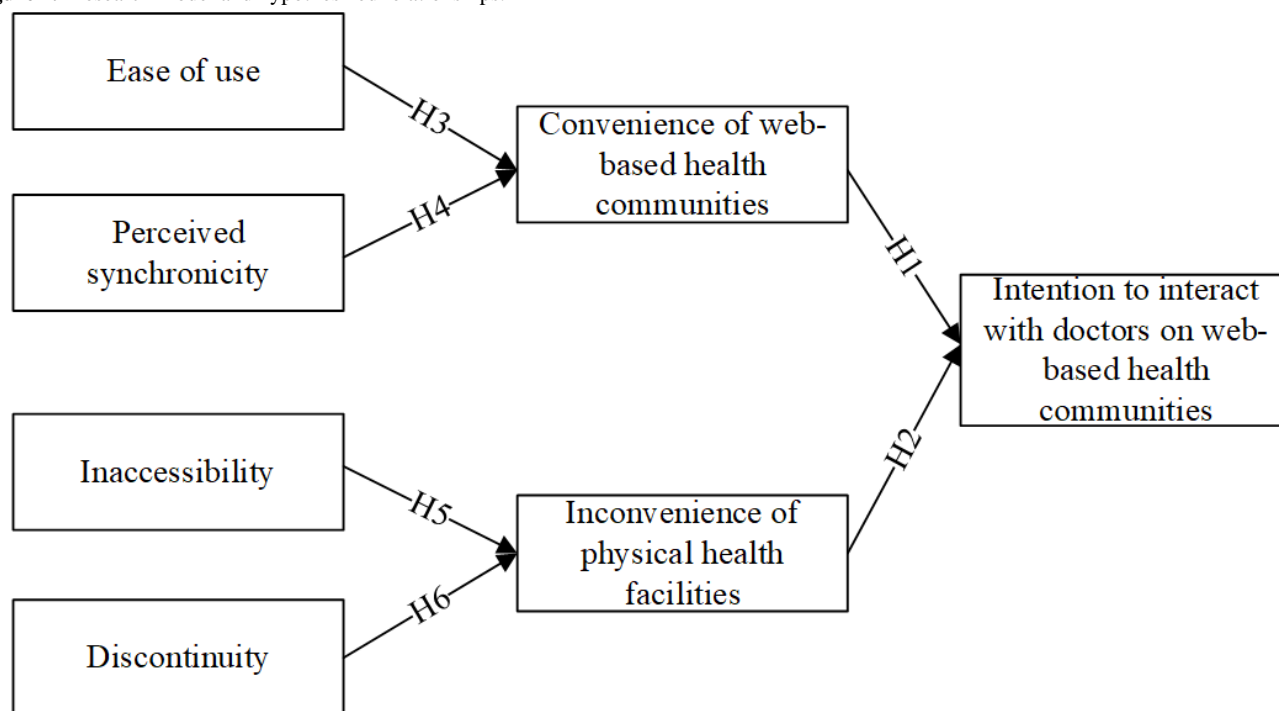 Ease of use
H3
Convenience of web-
based health
communities
H4
Perceived
synchronicity
H1
Intention to interact
with doctors on web-
based health
communities
Inaccessibility
H5
H2
Inconvenience of
physical health
facilities
H6
Discontinuity